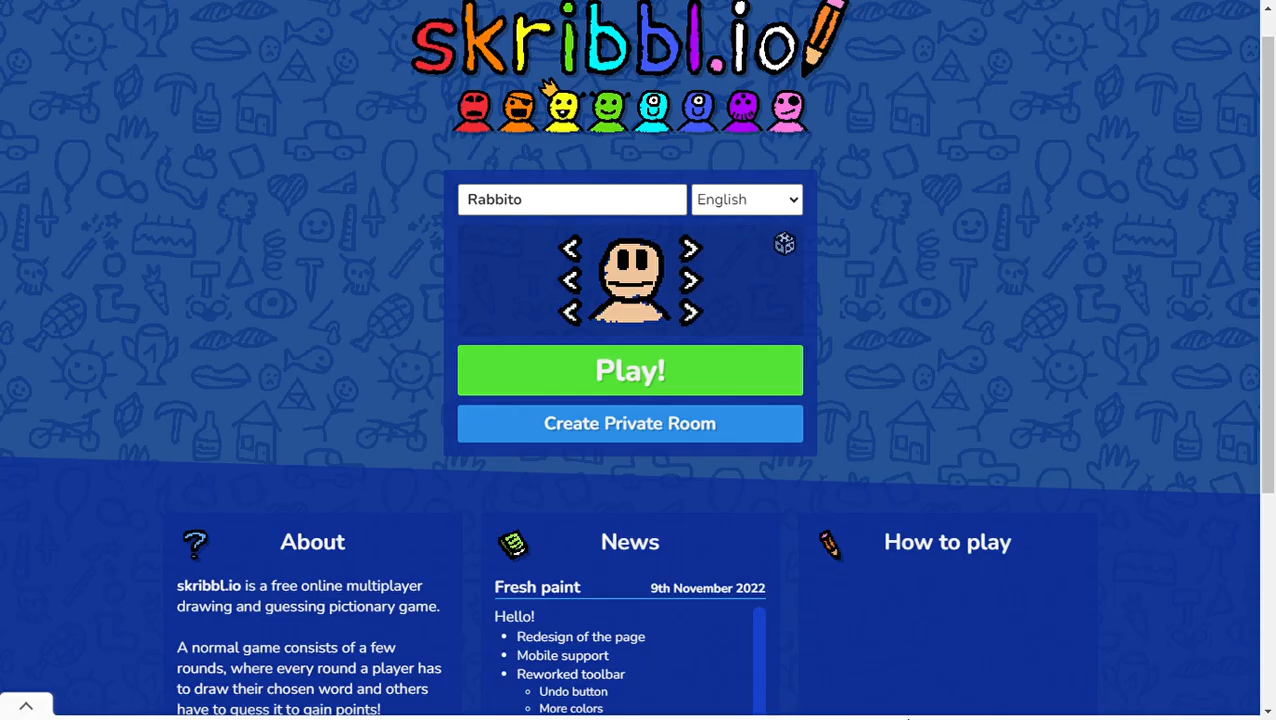 skribbl.io
Rabbito
English
Play!
Create Private Room
About
skribbl.io is a free online multiplayer
drawing and guessing pictionary game.
A normal game consists of a few
rounds, where every round a player has
to draw their chosen word and others
have to guess it to gain points!
News
Fresh paint
9th November 2022
Hello!
Redesign of the page
Mobile support
Reworked toolbar
Undo button
More colors
How to play